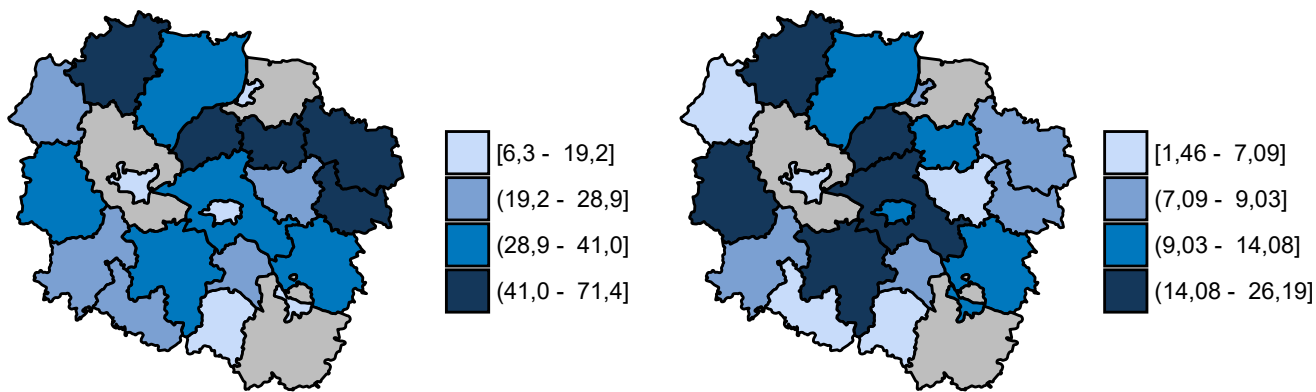 [6,3 - 19,2]
(19,2 - 28,9]
(28,9 - 41,0]
(41,0 - 71,4]
[1,46 - 7,09]
(7,09 - 9,03]
(9,03 - 14,08]
(14,08 - 26,19]